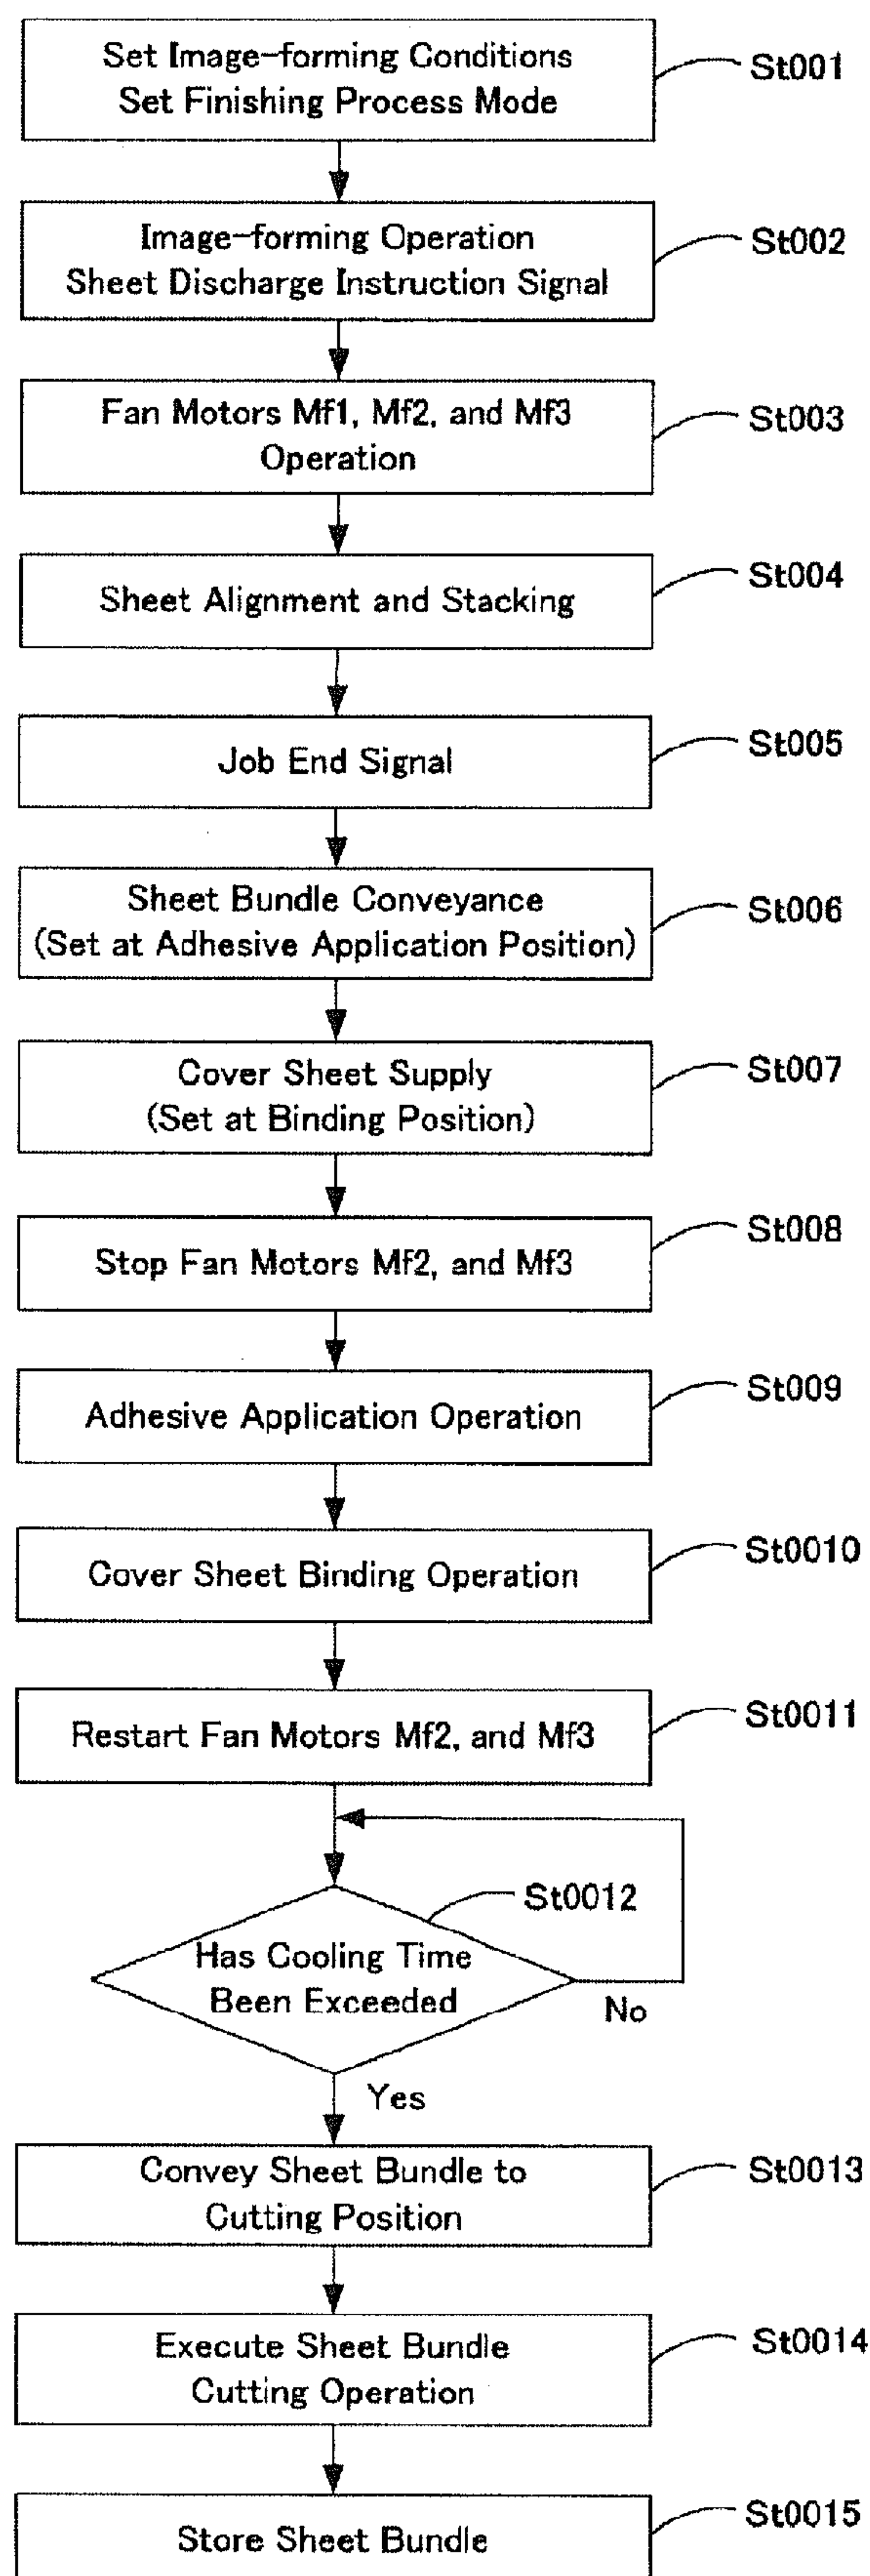 Set Image-forming Conditions
Set Finishing Process Mode
St001
Image-forming Operation
Sheet Discharge Instruction Signal
St002
Fan Motors Mf1, Mf2, and Mf3
Operation
St003
Sheet Alignment and Stacking
St004
Job End Signal
St005
Sheet Bundle Conveyance
(Set at Adhesive Application Position)
St006
Cover Sheet Supply
(Set at Binding Position)
St007
Stop Fan Motors Mf2, and Mf3
St008
Adhesive Application Operation
St009
Cover Sheet Binding Operation
St0010
Restart Fan Motors Mf2, and Mf3
St0011
St0012
Has Cooling Time
Been Exceeded
No
Yes
Convey Sheet Bundle to
Cutting Position
St0013
Execute Sheet Bundle
Cutting Operation
St0014
Store Sheet Bundle
St0015